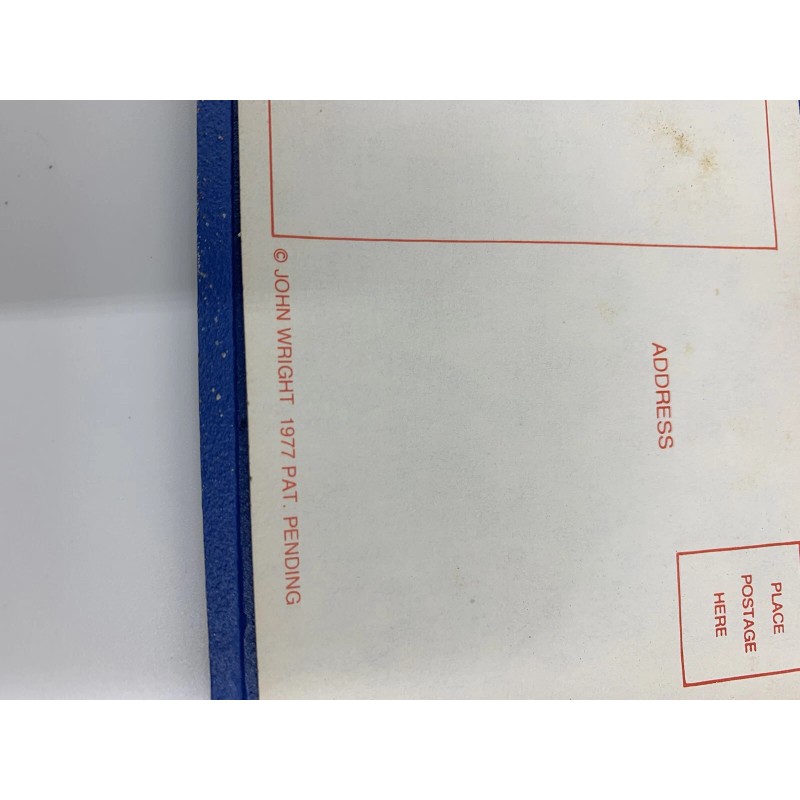 PLACE
POSTAGE
HERE
ADDRESS
© JOHN WRIGHT 1977 PAT. PENDING